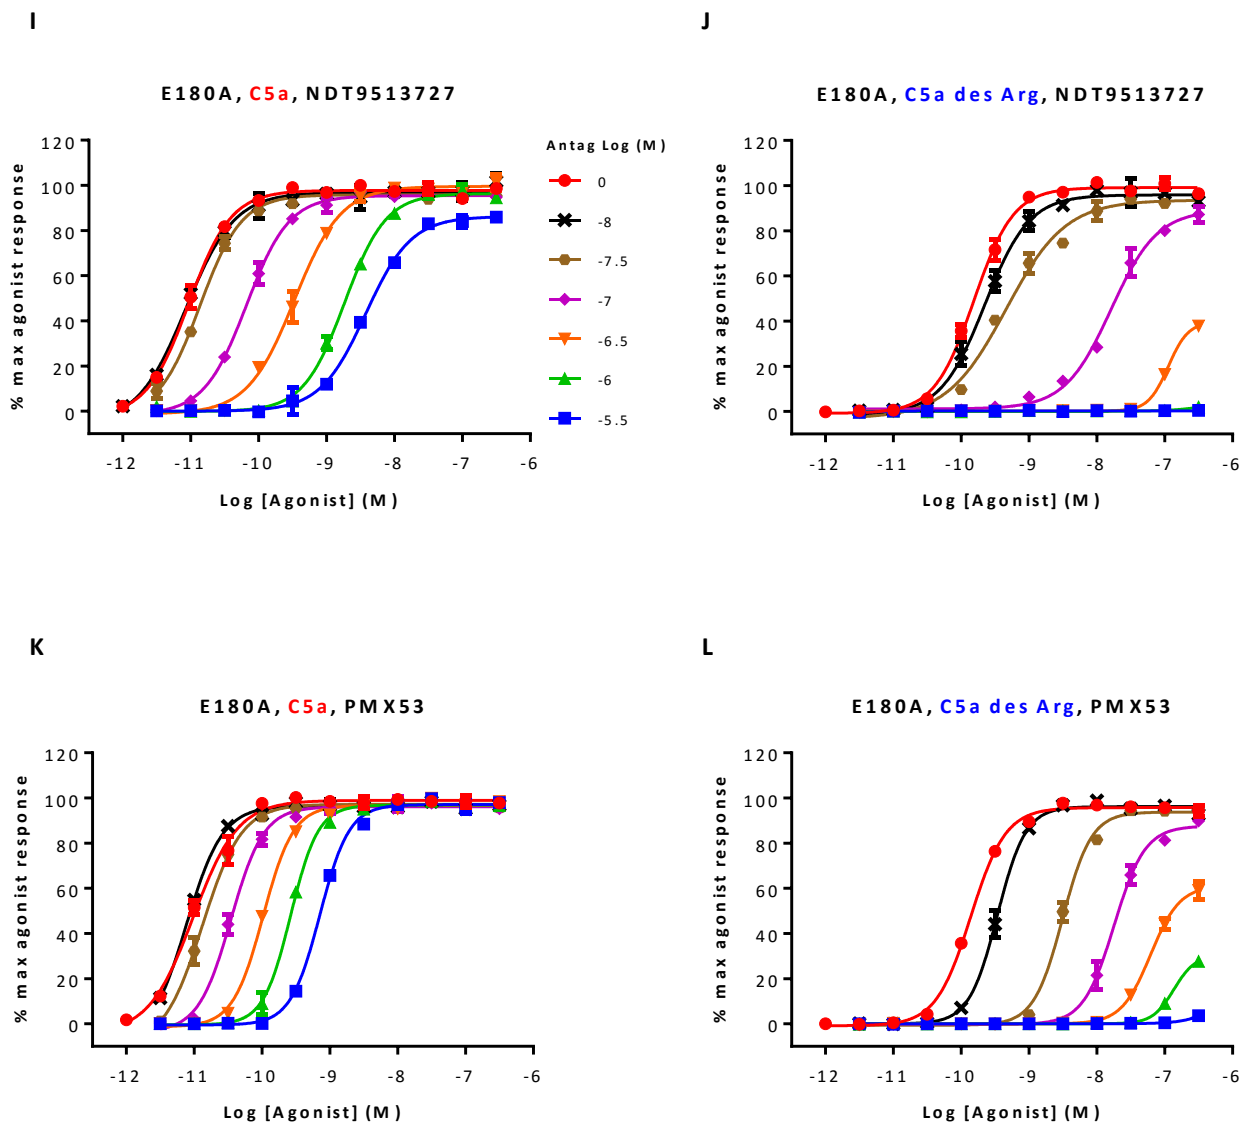 I
J
E180A, C5a, NDT9513727
E180A, C5a des Arg, NDT9513727
% max agonist response
120
100
80
60
40
20
0
-12 -11 -10 -9 -8 -7 -6
Log [Agonist] (M)
Antag Log (M)
0
-8
-7.5
-7
-6.5
-6
-5.5
% max agonist response
120
100
80
60
40
20
0
-12 -11 -10 -9 -8 -7 -6
Log [Agonist] (M)
K
L
E180A, C5a, PMX53
E180A, C5a des Arg, PMX53
% max agonist response
120
100
80
60
40
20
0
-12 -11 -10 -9 -8 -7 -6
Log [Agonist] (M)
% max agonist response
120
100
80
60
40
20
0
-12 -11 -10 -9 -8 -7 -6
Log [Agonist] (M)